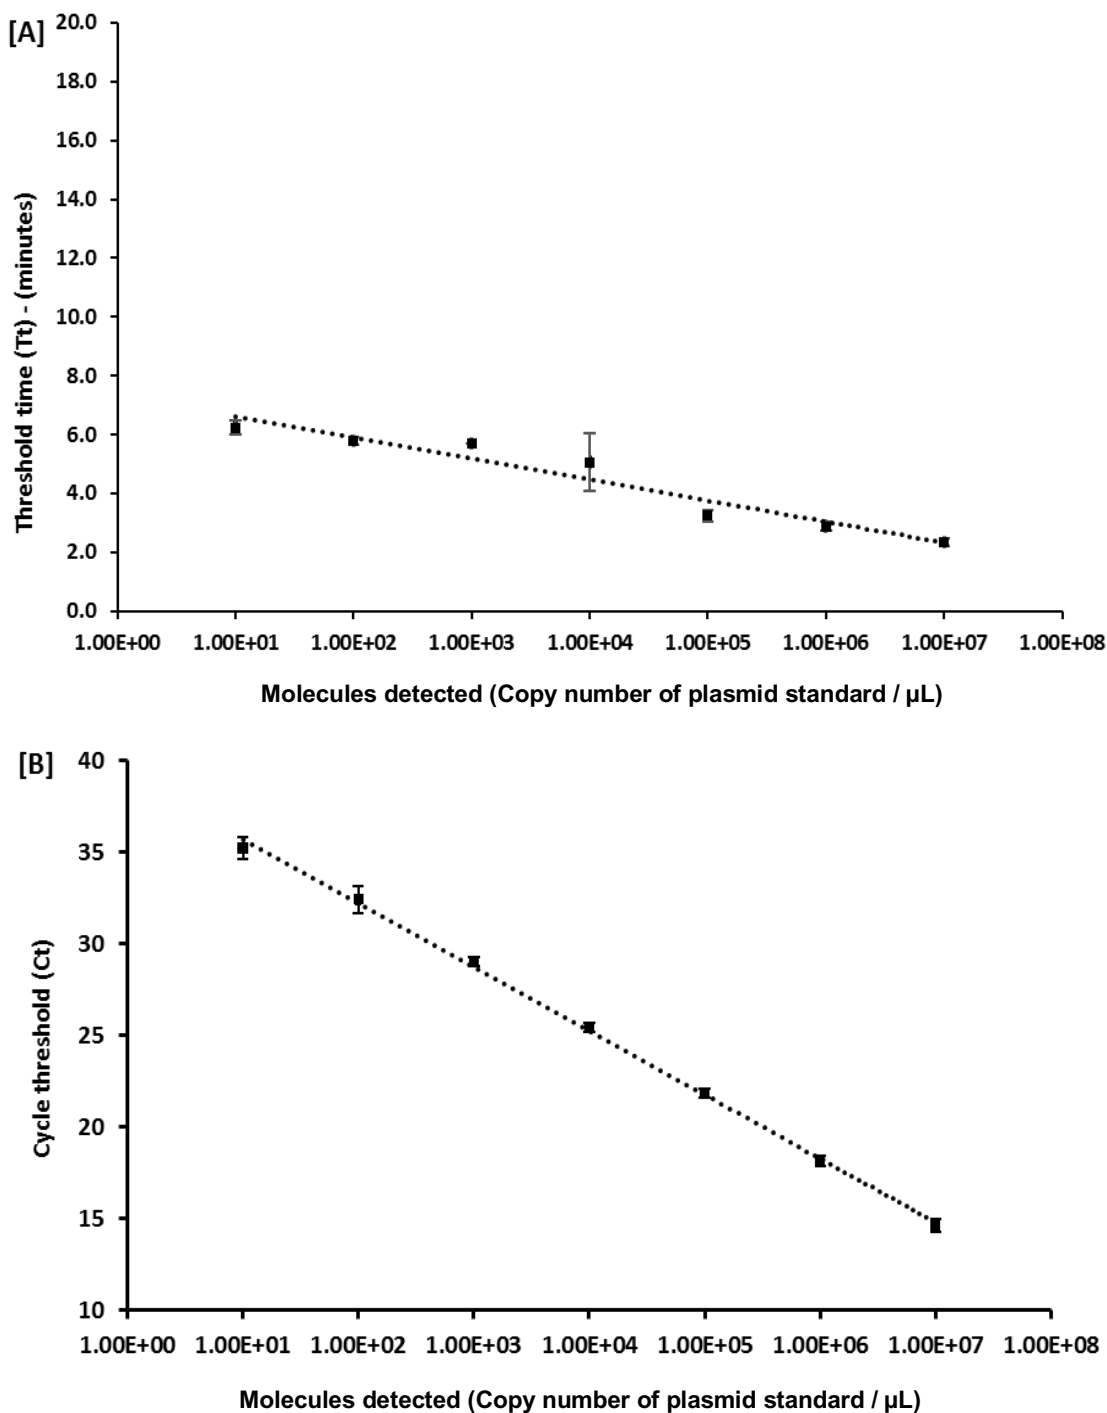 [A]
20.0
18.0
16.0
14.0
12.0
10.0
8.0
6.0
4.0
2.0
0.0
Threshold time (Tt) - (minutes)
1.00E+00 1.00E+01 1.00E+02 1.00E+03 1.00E+04 1.00E+05 1.00E+06 1.00E+07 1.00E+08
Molecules detected (Copy number of plasmid standard / µL)
[B]
40
35
30
25
20
15
10
Cycle threshold (Ct)
1.00E+00 1.00E+01 1.00E+02 1.00E+03 1.00E+04 1.00E+05 1.00E+06 1.00E+07 1.00E+08
Molecules detected (Copy number of plasmid standard / µL)